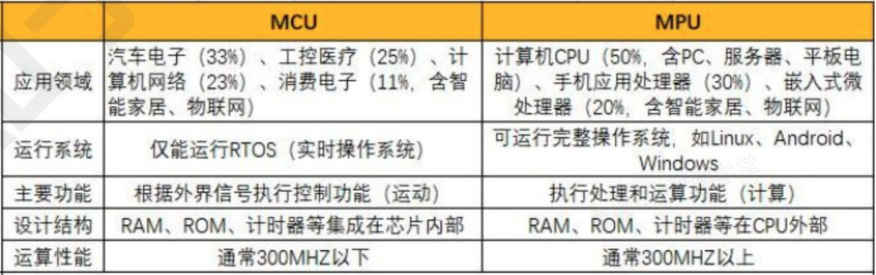 MCU MPU
应用领域
汽车电子（33%）、工控医疗（25%）、计
算机网络（23%）、消费电子（11%，含智
能家居、物联网）
计算机CPU（50%，含PC、服务器、平板电
脑）、手机应用处理器（30%）、嵌入式微
处理器（20%，含智能家居、物联网）
运行系统
仅能运行RTOS（实时操作系统）
可运行完整操作系统，如Linux、Android、
Windows
主要功能 根据外界信号执行控制功能（运动） 执行处理和运算功能（计算）
设计结构 RAM、ROM、计时器等集成在芯片内部 RAM、ROM、计时器等在CPU外部
运算性能 通常300MHZ以下 通常300MHZ以上